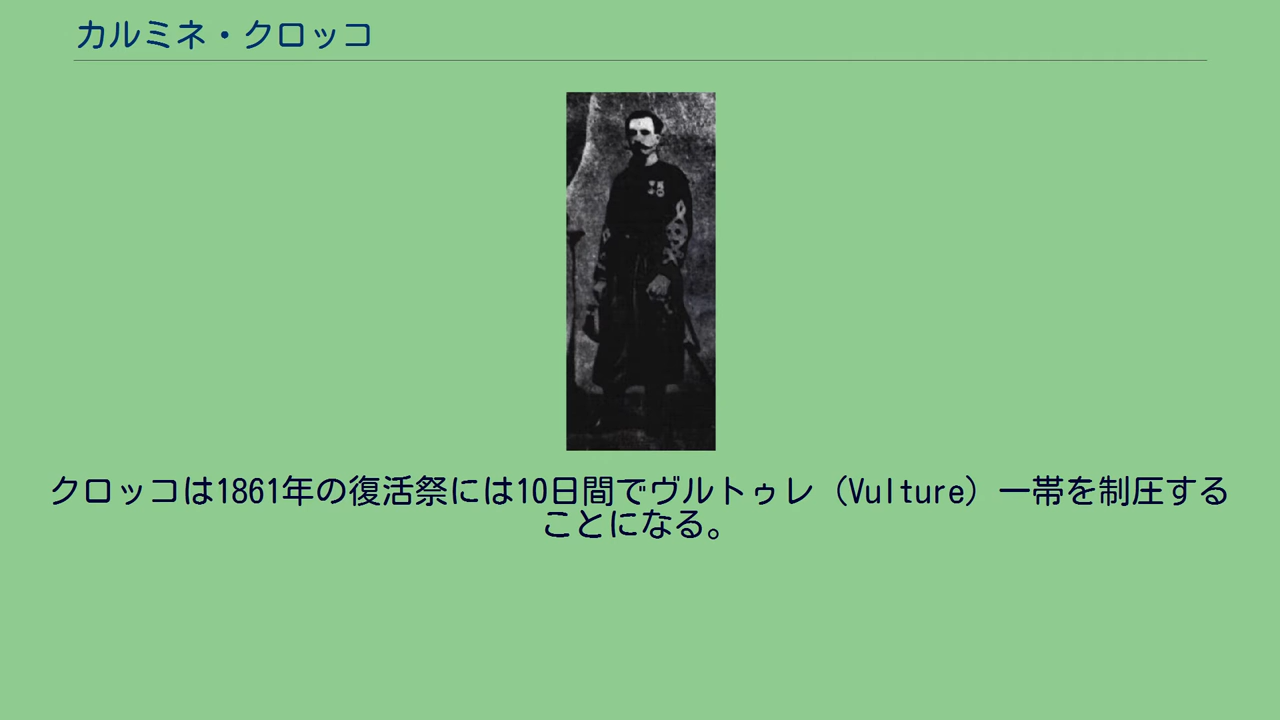 カルミネ・クロッコ
クロッコは1861年の復活祭には10日間でヴルトゥレ（Vulture）一帯を制圧する
ことになる。